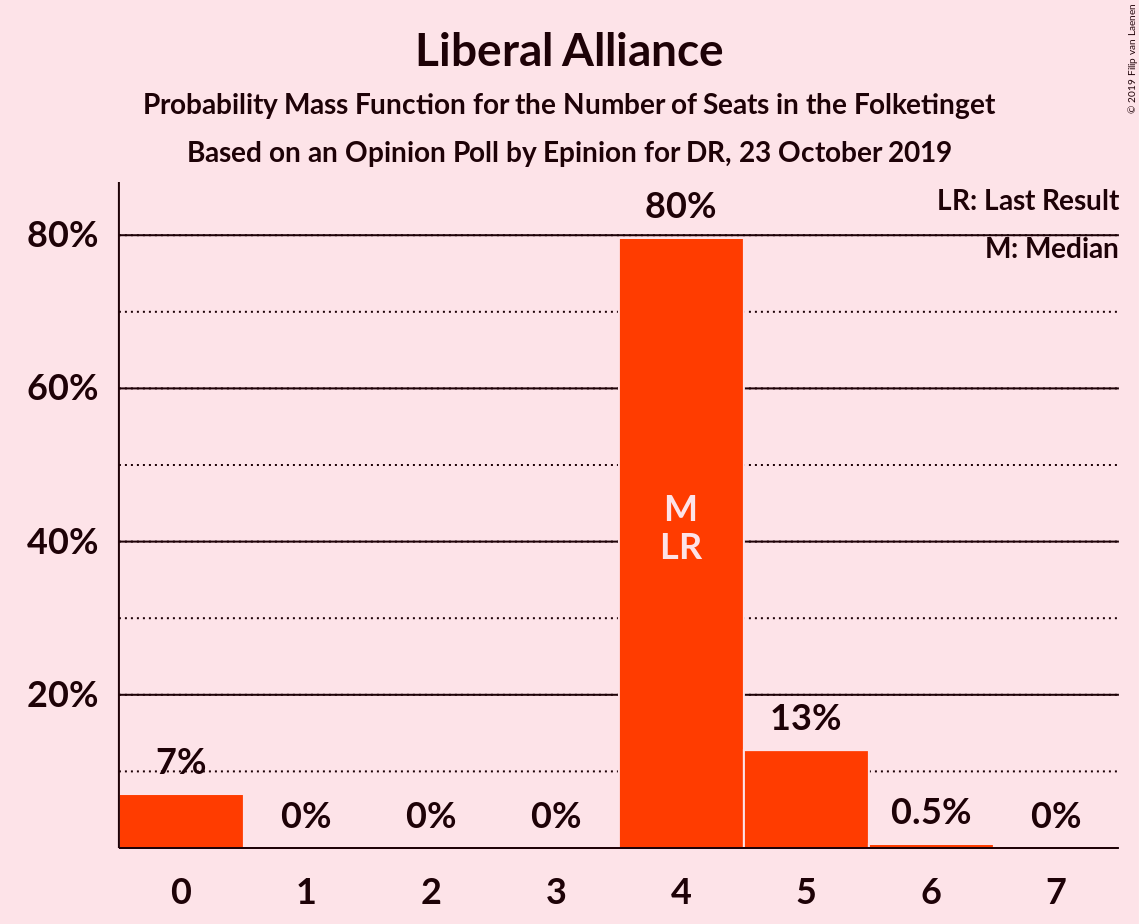 Liberal Alliance
Probability Mass Function for the Number of Seats in the Folketinget
Based on an Opinion Poll by Epinion for DR, 23 October 2019
© 2019 Filip van Laenen
LR: Last Result
M: Median
80%
60%
40%
20%
7%
0%
0%
0%
80%
M
LR
13%
0.5%
0%
0 1 2 3 4 5 6 7